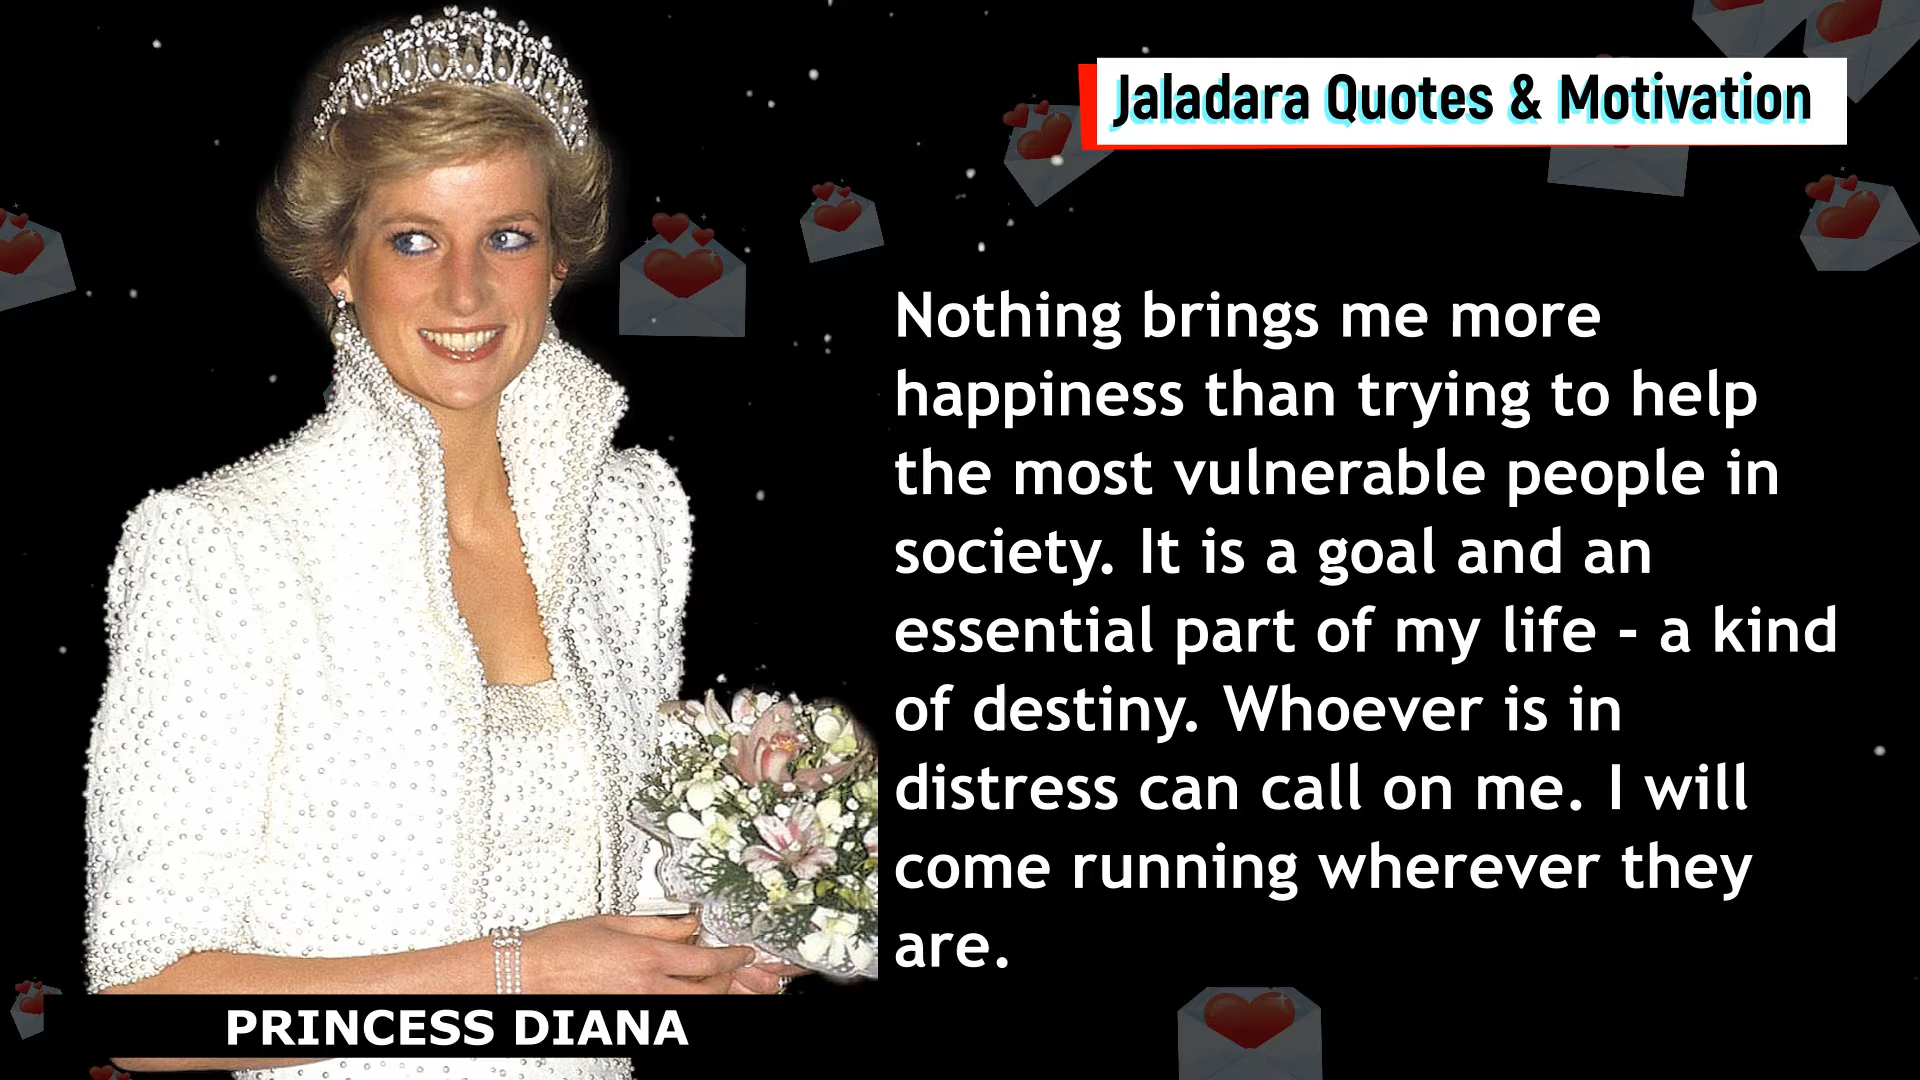 Jaladara Quotes & Motivation
Nothing brings me more
happiness than trying to help
the most vulnerable people in
society. It is a goal and an
essential part of my life - a kind
of destiny. Whoever is in
distress can call on me. I will
come running wherever they
are.
PRINCESS DIANA